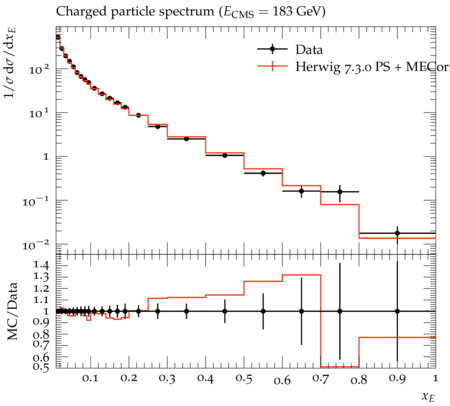 Charged particle spectrum (E_CMS = 183 GeV)
1/σ dσ/dx_E
Data
Herwig 7.3.0 PS + MECor
10^2
10^1
1
10^−1
10^−2
MC/Data
1.4
1.3
1.2
1.1
1
0.9
0.8
0.7
0.6
0.5
0.1 0.2 0.3 0.4 0.5 0.6 0.7 0.8 0.9 1
x_E